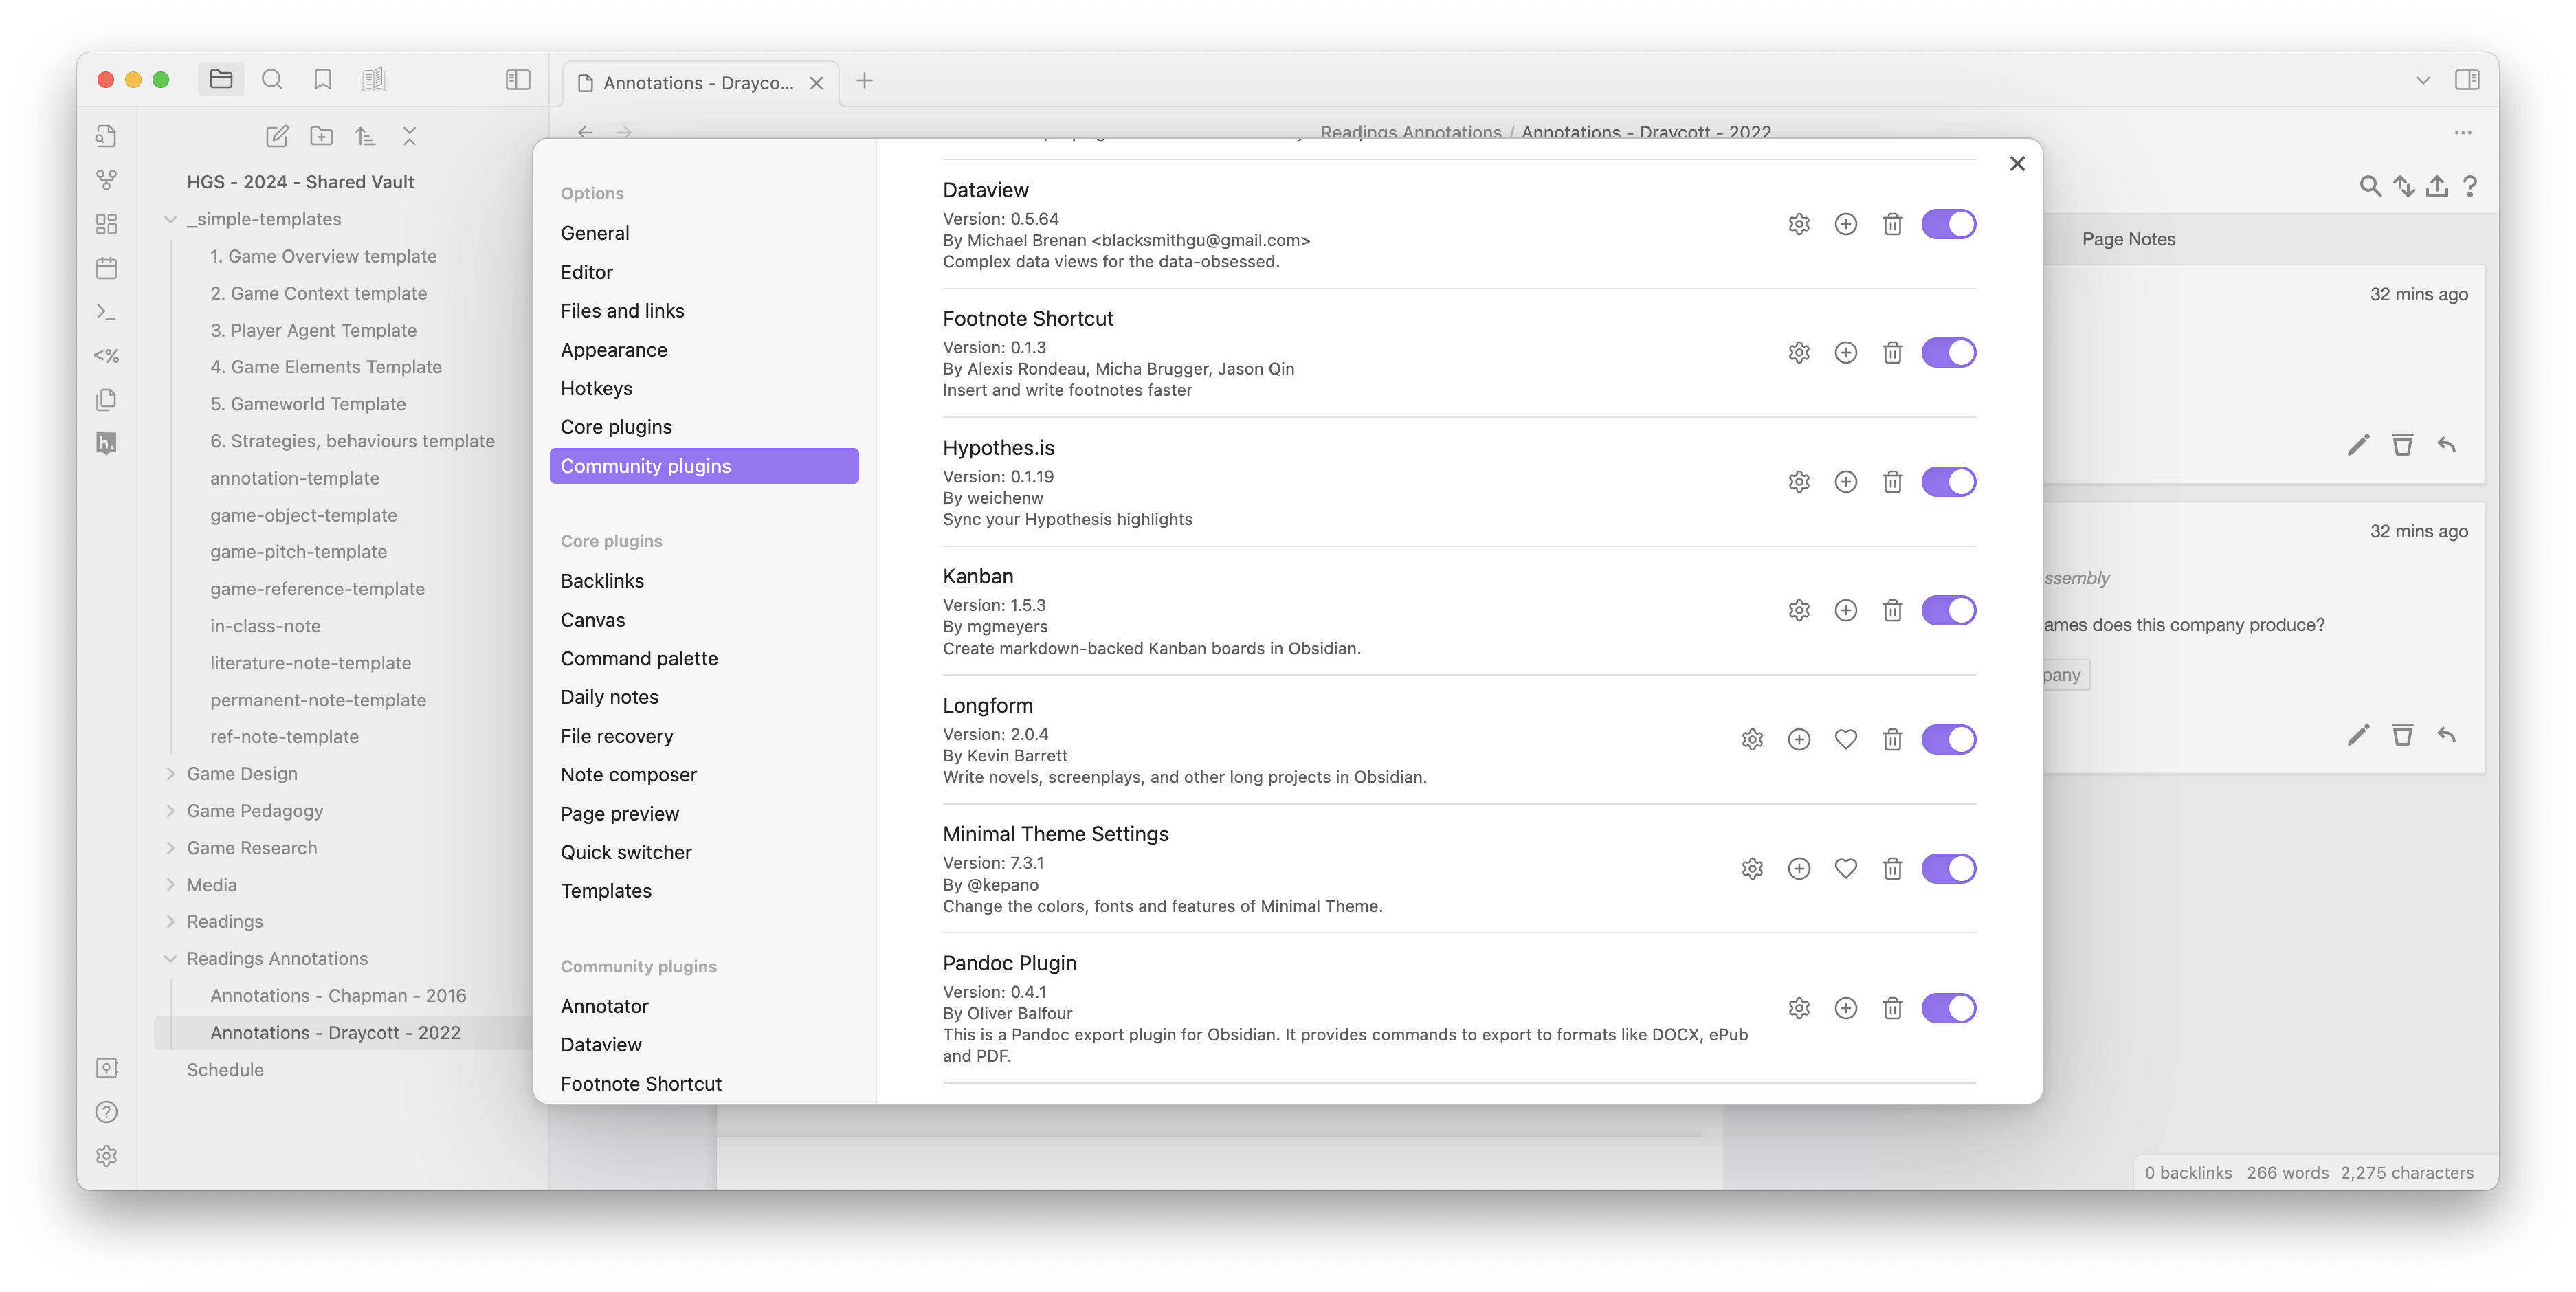 Annotations - Drayco...
HGS - 2024 - Shared Vault
_simple-templates
1. Game Overview template
2. Game Context template
3. Player Agent Template
4. Game Elements Template
5. Gameworld Template
6. Strategies, behaviours template
annotation-template
game-object-template
game-pitch-template
game-reference-template
in-class-note
literature-note-template
permanent-note-template
ref-note-template
Game Design
Game Pedagogy
Game Research
Media
Readings
Readings Annotations
Annotations - Chapman - 2016
Annotations - Draycott - 2022
Schedule
<%
h.
Readings Annotations / Annotations - Draycott - 2022
Options
General
Editor
Files and links
Appearance
Hotkeys
Core plugins
Community plugins
Core plugins
Backlinks
Canvas
Command palette
Daily notes
File recovery
Note composer
Page preview
Quick switcher
Templates
Community plugins
Annotator
Dataview
Footnote Shortcut
Dataview
Version: 0.5.64
By Michael Brenan <blacksmithgu@gmail.com>
Complex data views for the data-obsessed.
Footnote Shortcut
Version: 0.1.3
By Alexis Rondeau, Micha Brugger, Jason Qin
Insert and write footnotes faster
Hypothes.is
Version: 0.1.19
By weichenw
Sync your Hypothesis highlights
Kanban
Version: 1.5.3
By mgmeyers
Create markdown-backed Kanban boards in Obsidian.
Longform
Version: 2.0.4
By Kevin Barrett
Write novels, screenplays, and other long projects in Obsidian.
Minimal Theme Settings
Version: 7.3.1
By @kepano
Change the colors, fonts and features of Minimal Theme.
Pandoc Plugin
Version: 0.4.1
By Oliver Balfour
This is a Pandoc export plugin for Obsidian. It provides commands to export to formats like DOCX, ePub
and PDF.
Page Notes
32 mins ago
32 mins ago
ssembly
ames does this company produce?
pany
0 backlinks 266 words 2,275 characters